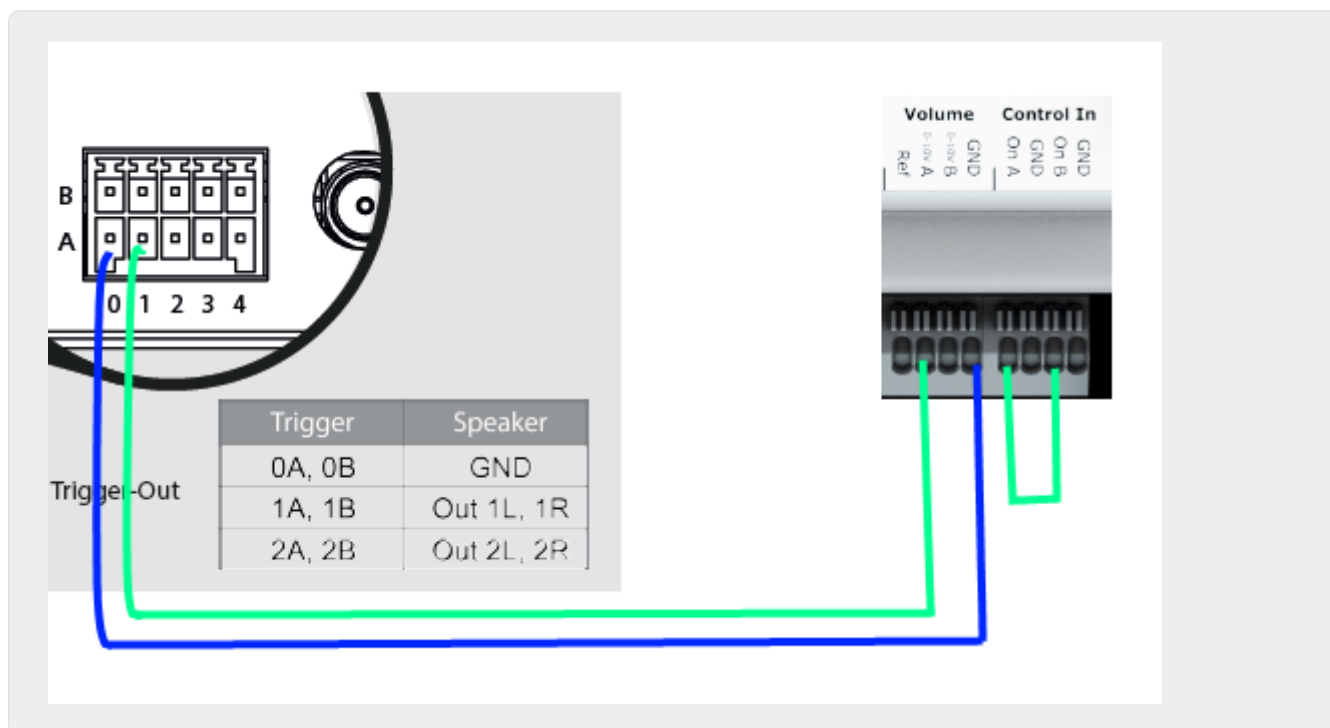 B
A
0 1 2 3 4
Trigger-Out
Trigger Speaker
0A, 0B GND
1A, 1B Out 1L, 1R
2A, 2B Out 2L, 2R
Volume Control In
Ref
0-10V A
0-10V B
GND
On A
GND
On B
GND